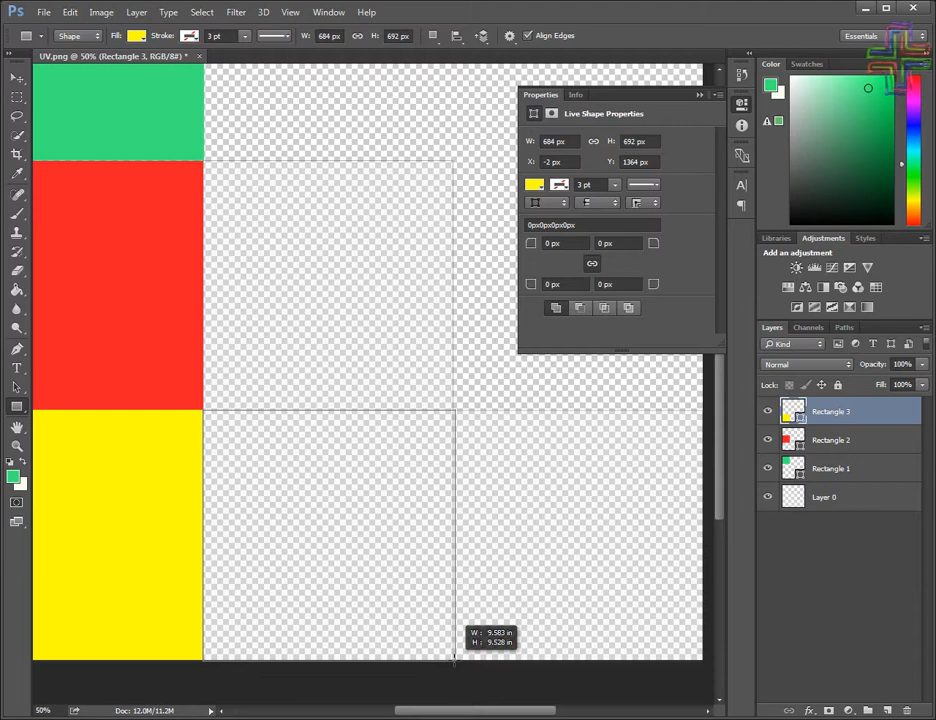 Ps File Edit Image Layer Type Select Filter 3D View Window Help
Shape Fill: Stroke: 3 pt W: 684 px H: 692 px Align Edges Essentials
UV.png @ 50% (Rectangle 3, RGB/8#) * ×
Properties Info
Live Shape Properties
W: 684 px H: 692 px
X: -2 px Y: 1364 px
3 pt
0px0px0px0px
0 px 0 px
0 px 0 px
Color Swatches
Libraries Adjustments Styles
Add an adjustment
Layers Channels Paths
Kind
Normal Opacity: 100%
Lock: Fill: 100%
Rectangle 3
Rectangle 2
Rectangle 1
Layer 0
W : 9.583 in
H : 9.528 in
50% Doc: 12.0M/11.2M